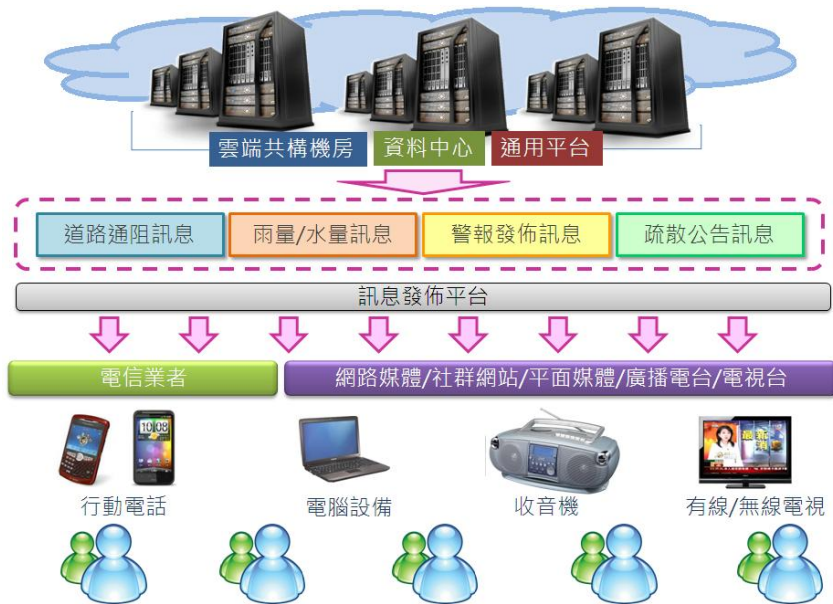 雲端共構機房 資料中心 通用平台
道路通阻訊息 雨量/水量訊息 警報發佈訊息 疏散公告訊息
訊息發佈平台
電信業者 網路媒體/社群網站/平面媒體/廣播電台/電視台
10:08
行動電話 電腦設備 收音機 有線/無線電視